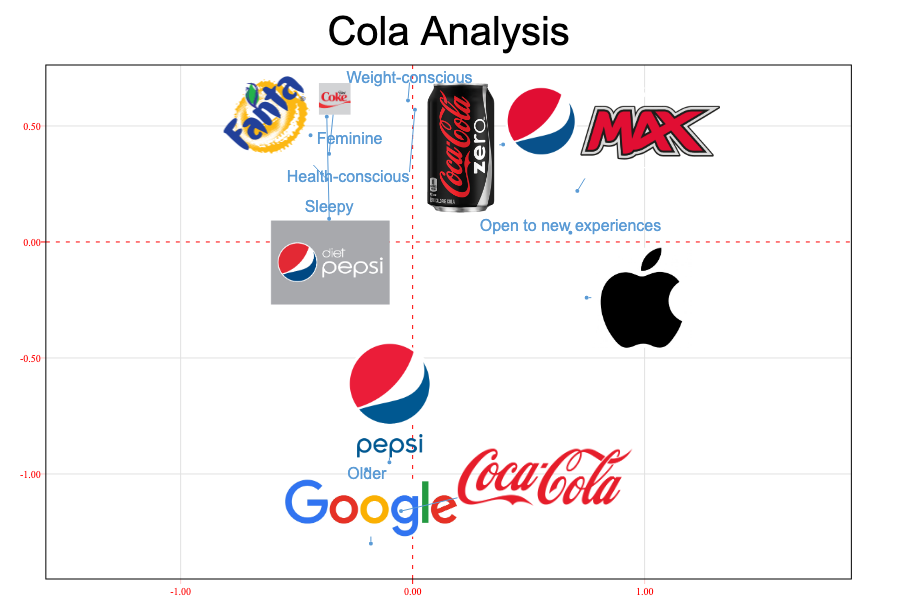 Cola Analysis
Weight-conscious
Fanta
Coke
Coca-Cola
zero
MAX
0.50
Feminine
Health-conscious
Sleepy
Open to new experiences
0.00
diet
pepsi
-0.50
pepsi
-1.00
Older
Coca-Cola
Google
-1.00
0.00
1.00